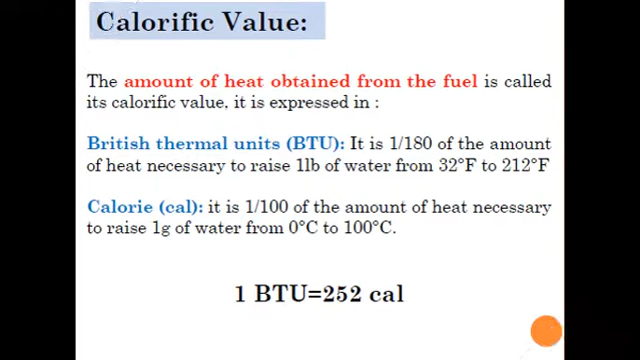 Calorific Value:
The amount of heat obtained from the fuel is called
its calorific value, it is expressed in :
British thermal units (BTU): It is 1/180 of the amount
of heat necessary to raise 1lb of water from 32°F to 212°F
Calorie (cal): it is 1/100 of the amount of heat necessary
to raise 1g of water from 0°C to 100°C.
1 BTU=252 cal